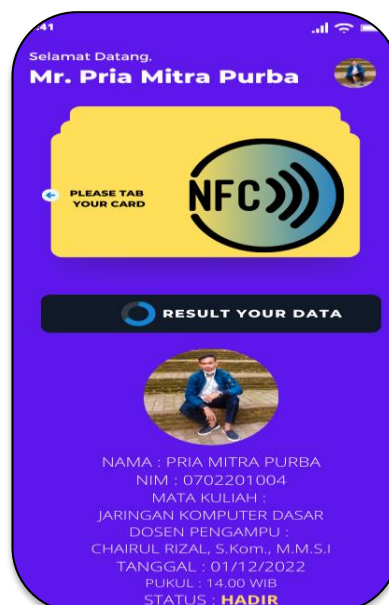 :41
Selamat Datang.
Mr. Pria Mitra Purba
PLEASE TAB
YOUR CARD
NFC
RESULT YOUR DATA
NAMA : PRIA MITRA PURBA
NIM : 0702201004
MATA KULIAH :
JARINGAN KOMPUTER DASAR
DOSEN PENGAMPU :
CHAIRUL RIZAL, S.Kom., M.M.S.I
TANGGAL : 01/12/2022
PUKUL : 14.00 WIB
STATUS : HADIR